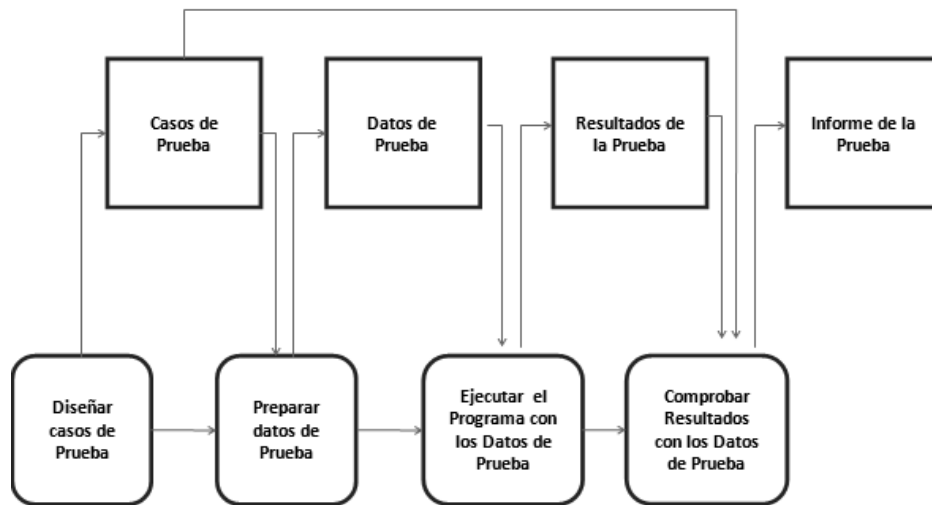 Casos de
Prueba
Datos de
Prueba
Resultados de
la Prueba
Informe de la
Prueba
Diseñar
casos de
Prueba
Preparar
datos de
Prueba
Ejecutar el
Programa con
los Datos de
Prueba
Comprobar
Resultados
con los Datos
de Prueba